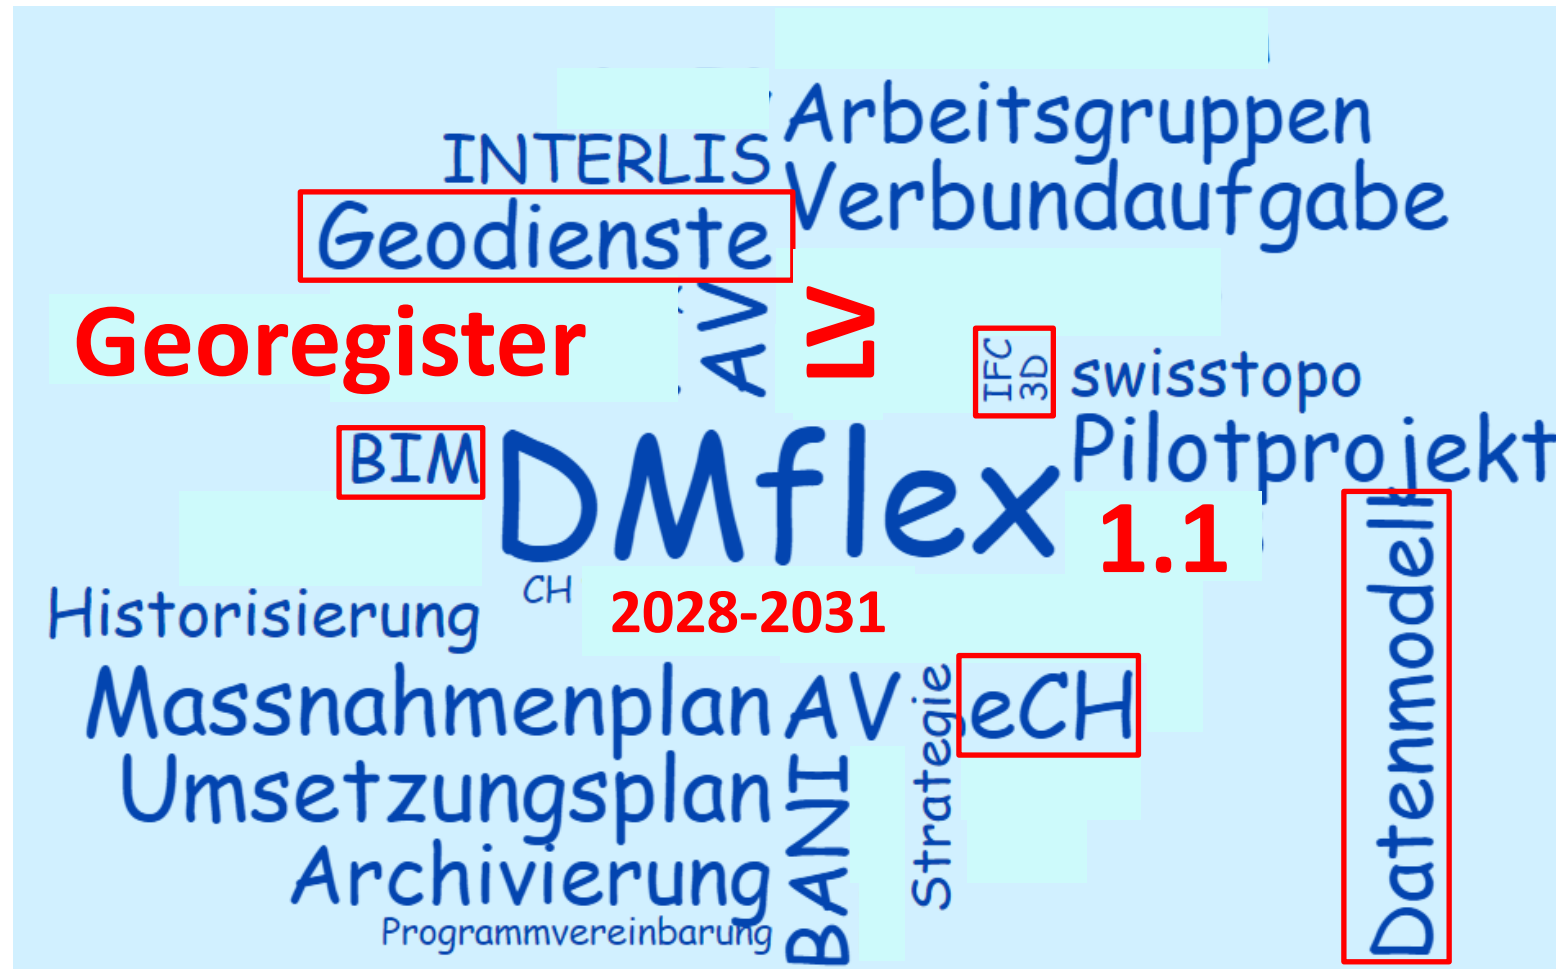 Arbeitsgruppen
INTERLIS
Verbundaufgabe
Geodienste
Georegister
AV
LV
IFC
3D
swisstopo
BIM
DMflex
Pilotprojekt
1.1
Datenmodell
CH
2028-2031
Historisierung
Massnahmenplan
AV
Strategie
eCH
Umsetzungsplan
BANI
Archivierung
Programmvereinbarung